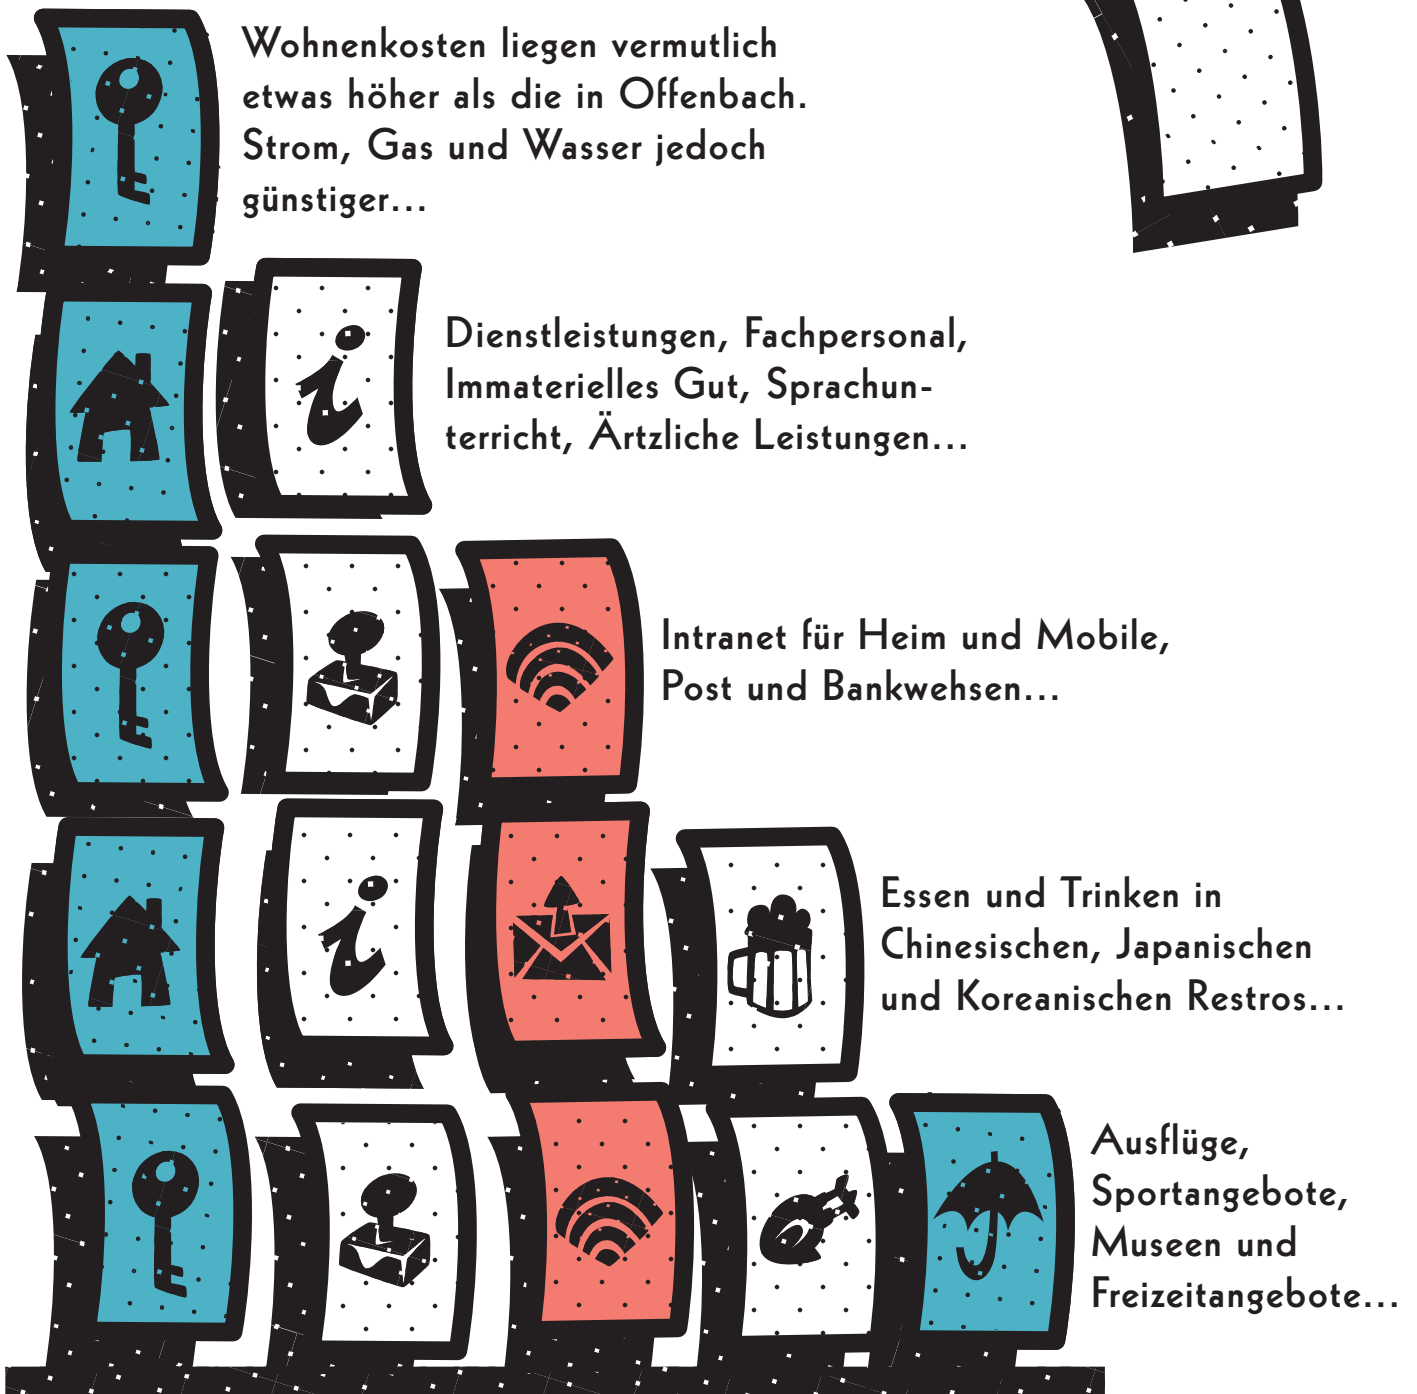 Wohnenkosten liegen vermutlich
etwas höher als die in Offenbach.
Strom, Gas und Wasser jedoch
günstiger...
Dienstleistungen, Fachpersonal,
Immaterielles Gut, Sprachun-
terricht, Ärtzliche Leistungen...
Intranet für Heim und Mobile,
Post und Bankwehsen...
Essen und Trinken in
Chinesischen, Japanischen
und Koreanischen Restros...
Ausflüge,
Sportangebote,
Museen und
Freizeitangebote...